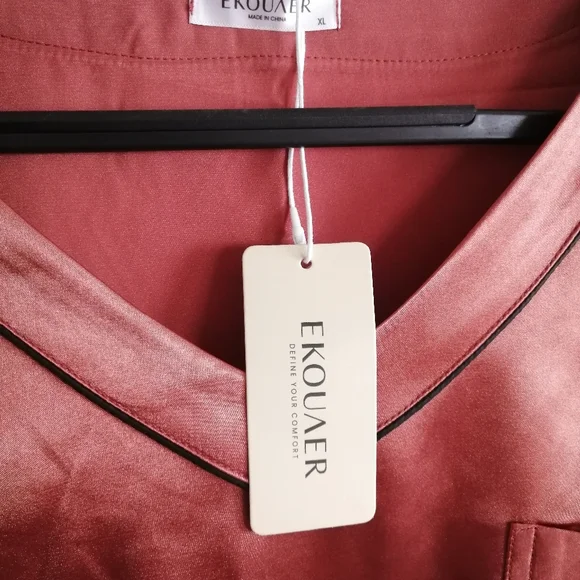 EKOUAER
MADE IN CHINA
XL
EKOUAER
DEFINE YOUR COMFORT